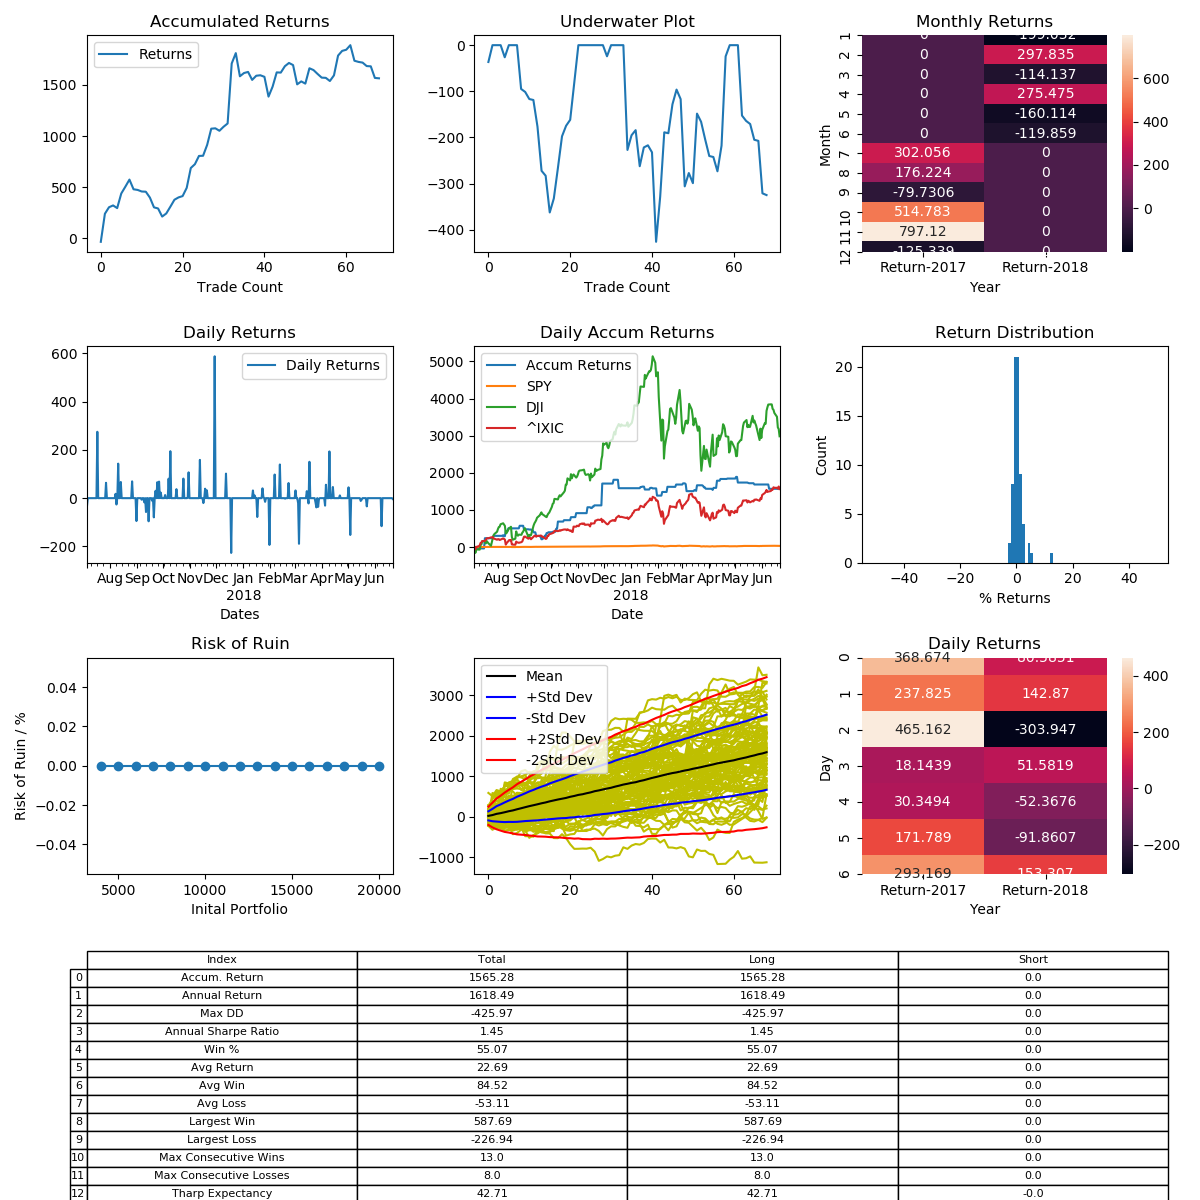 Accumulated Returns
Returns
1500
1000
500
0
0 20 40 60
Trade Count
Underwater Plot
0
−100
−200
−300
−400
0 20 40 60
Trade Count
Monthly Returns
Month
1 0
2 0 297.835
3 0 -114.137
4 0 275.475
5 0 -160.114
6 0 -119.859
7 302.056 0
8 176.224 0
9 -79.7306 0
10 514.783 0
11 797.12 0
12 -125.339 0
Return-2017 Return-2018
Year
600
400
200
0
Daily Returns
Daily Returns
600
400
200
0
−200
Aug Sep Oct Nov Dec Jan Feb Mar Apr May Jun
2018
Dates
Daily Accum Returns
Accum Returns
SPY
DJI
^IXIC
5000
4000
3000
2000
1000
0
Aug Sep Oct Nov Dec Jan Feb Mar Apr May Jun
2018
Date
Return Distribution
Count
20
15
10
5
0
−40 −20 0 20 40
% Returns
Risk of Ruin
Risk of Ruin / %
0.04
0.02
0.00
−0.02
−0.04
5000 10000 15000 20000
Inital Portfolio
Mean
+Std Dev
-Std Dev
+2Std Dev
-2Std Dev
3000
2000
1000
0
−1000
0 20 40 60
Daily Returns
Day
0 368.674
1 237.825 142.87
2 465.162 -303.947
3 18.1439 51.5819
4 30.3494 -52.3676
5 171.789 -91.8607
6 293.169 153.307
Return-2017 Return-2018
Year
400
200
0
−200
Index Total Long Short
0 Accum. Return 1565.28 1565.28 0.0
1 Annual Return 1618.49 1618.49 0.0
2 Max DD -425.97 -425.97 0.0
3 Annual Sharpe Ratio 1.45 1.45 0.0
4 Win % 55.07 55.07 0.0
5 Avg Return 22.69 22.69 0.0
6 Avg Win 84.52 84.52 0.0
7 Avg Loss -53.11 -53.11 0.0
8 Largest Win 587.69 587.69 0.0
9 Largest Loss -226.94 -226.94 0.0
10 Max Consecutive Wins 13.0 13.0 0.0
11 Max Consecutive Losses 8.0 8.0 0.0
12 Tharp Expectancy 42.71 42.71 -0.0